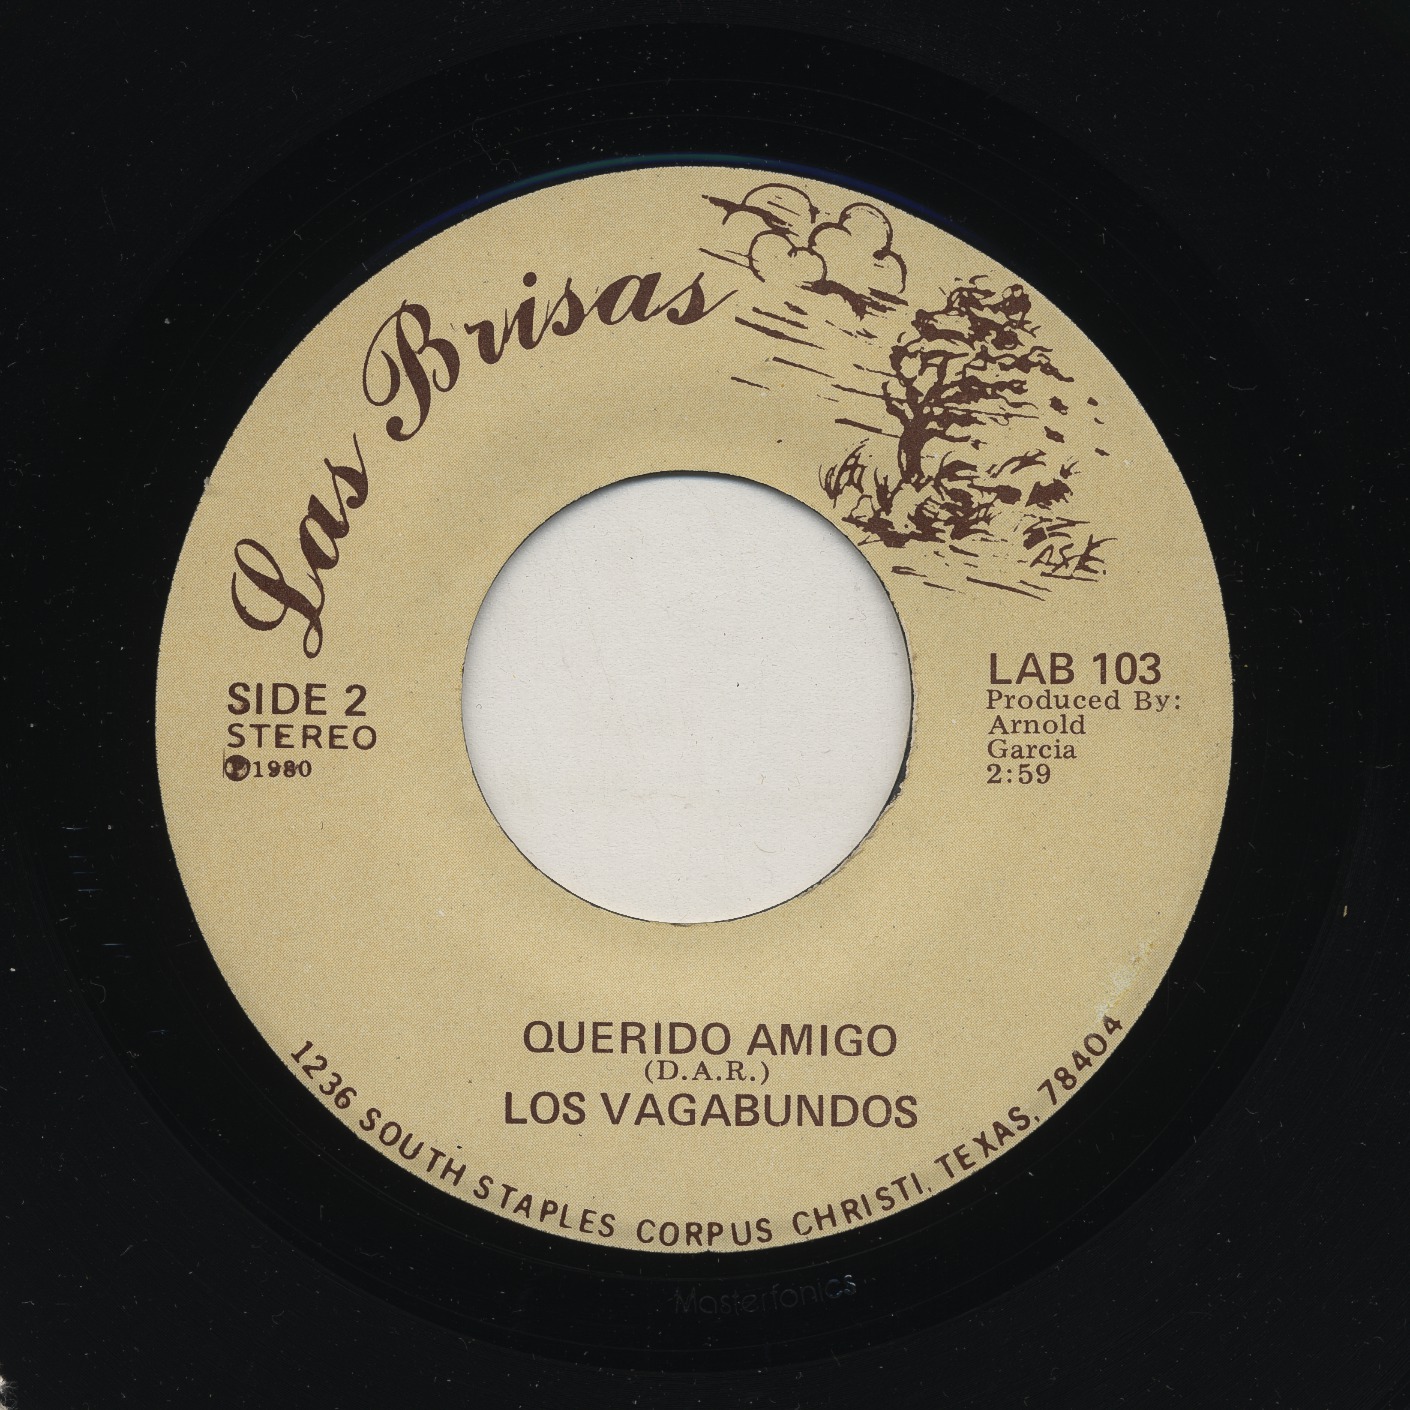 Las Brisas
A.S.K.
SIDE 2
STEREO
℗1980
LAB 103
Produced By:
Arnold
Garcia
2:59
QUERIDO AMIGO
(D.A.R.)
LOS VAGABUNDOS
1236 SOUTH STAPLES CORPUS CHRISTI, TEXAS, 78404
Masterfonics